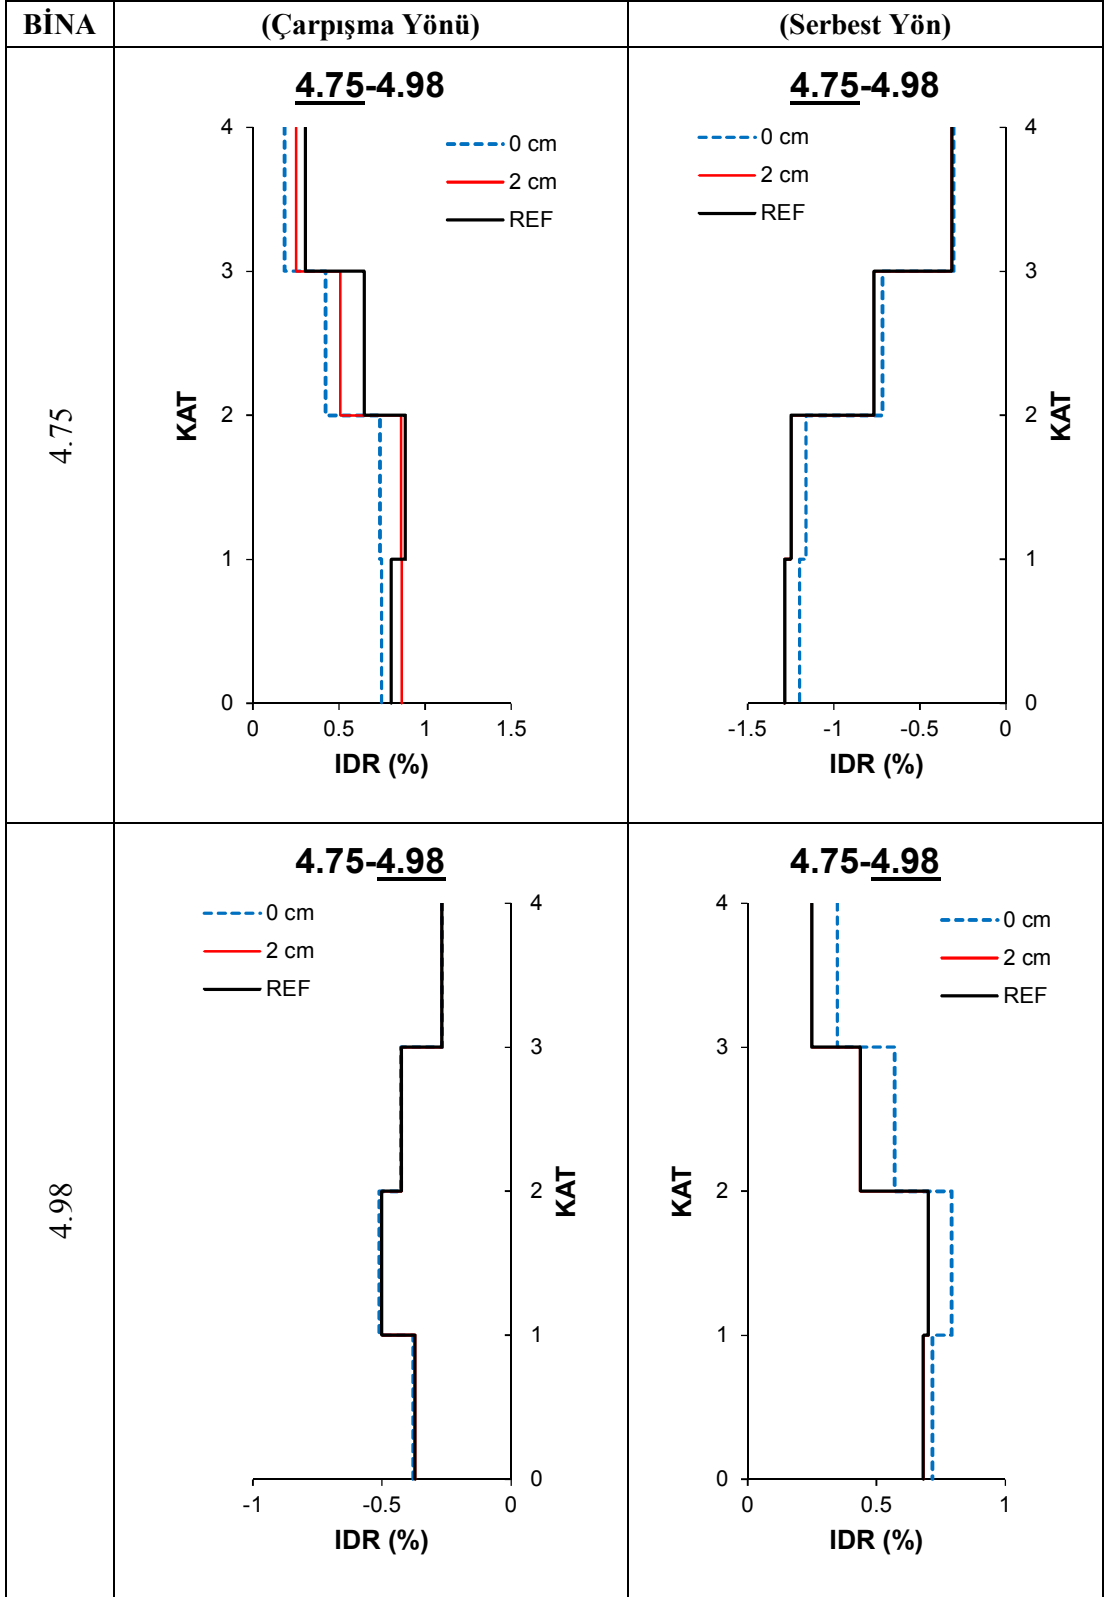 BİNA
(Çarpışma Yönü)
(Serbest Yön)
4.75
4.75-4.98
4
3
2
1
0
KAT
0 cm
2 cm
REF
0
0.5
1
1.5
IDR (%)
4.75-4.98
0 cm
2 cm
REF
4
3
2
1
0
KAT
-1.5
-1
-0.5
0
IDR (%)
4.98
4.75-4.98
0 cm
2 cm
REF
4
3
2
1
0
KAT
-1
-0.5
0
IDR (%)
4.75-4.98
4
3
2
1
0
KAT
0 cm
2 cm
REF
0
0.5
1
IDR (%)